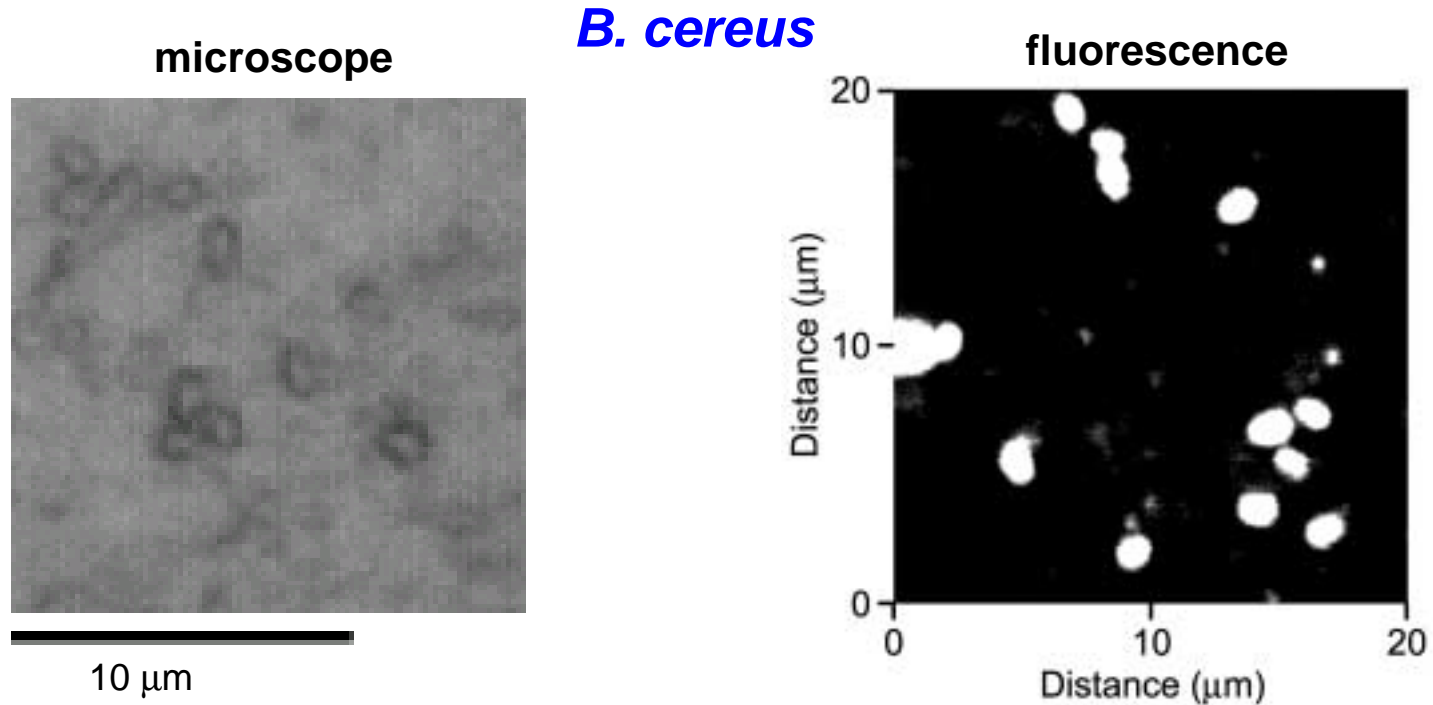 B. cereus
microscope
10 μm
fluorescence
20
10
0
Distance (μm)
0
10
20
Distance (μm)